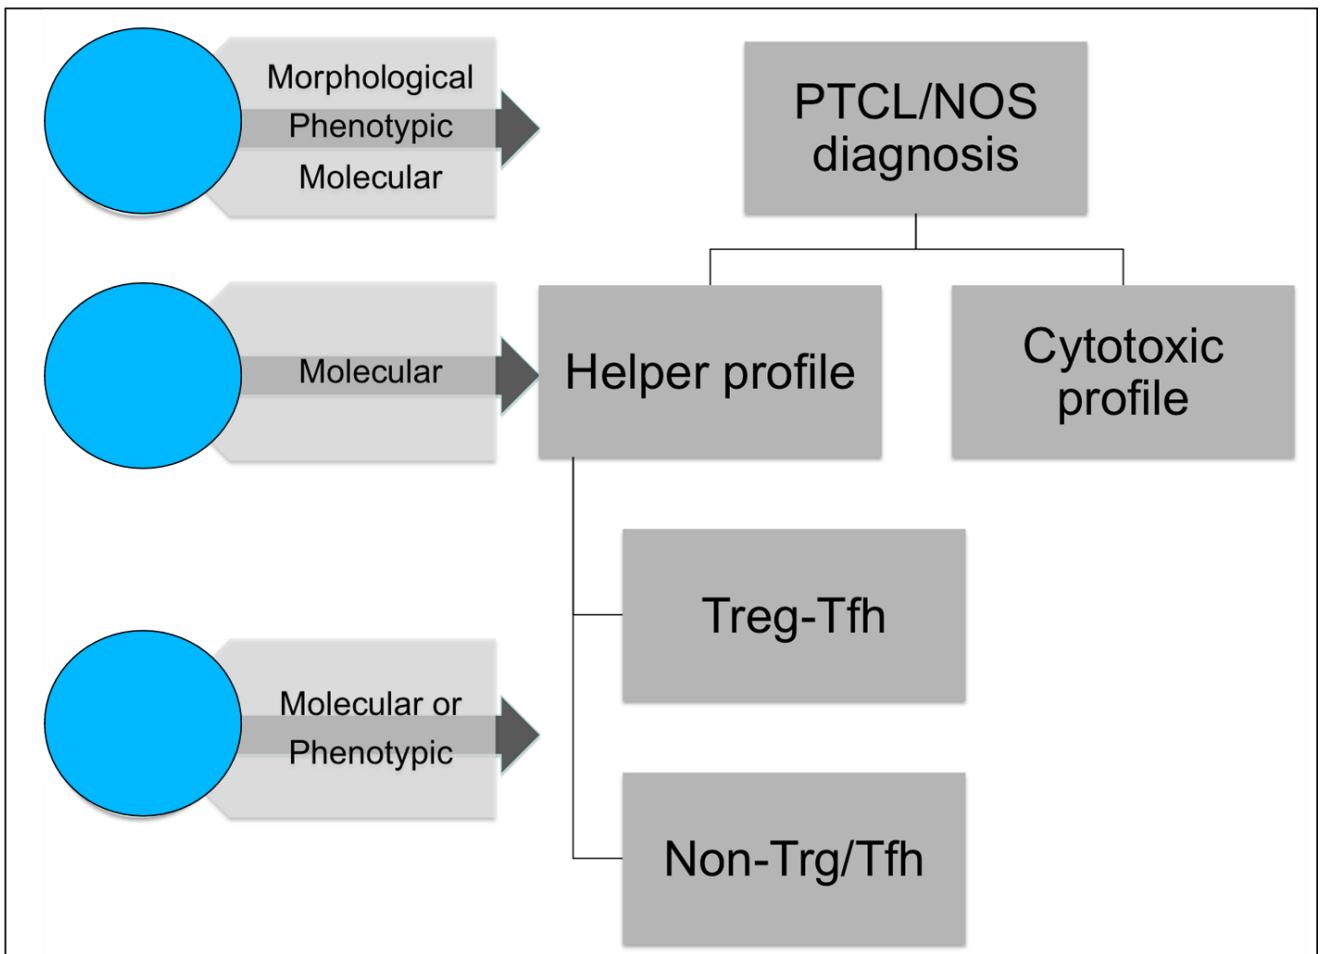 Morphological
Phenotypic
Molecular
PTCL/NOS
diagnosis
Molecular
Helper profile
Cytotoxic
profile
Treg-Tfh
Molecular or
Phenotypic
Non-Trg/Tfh